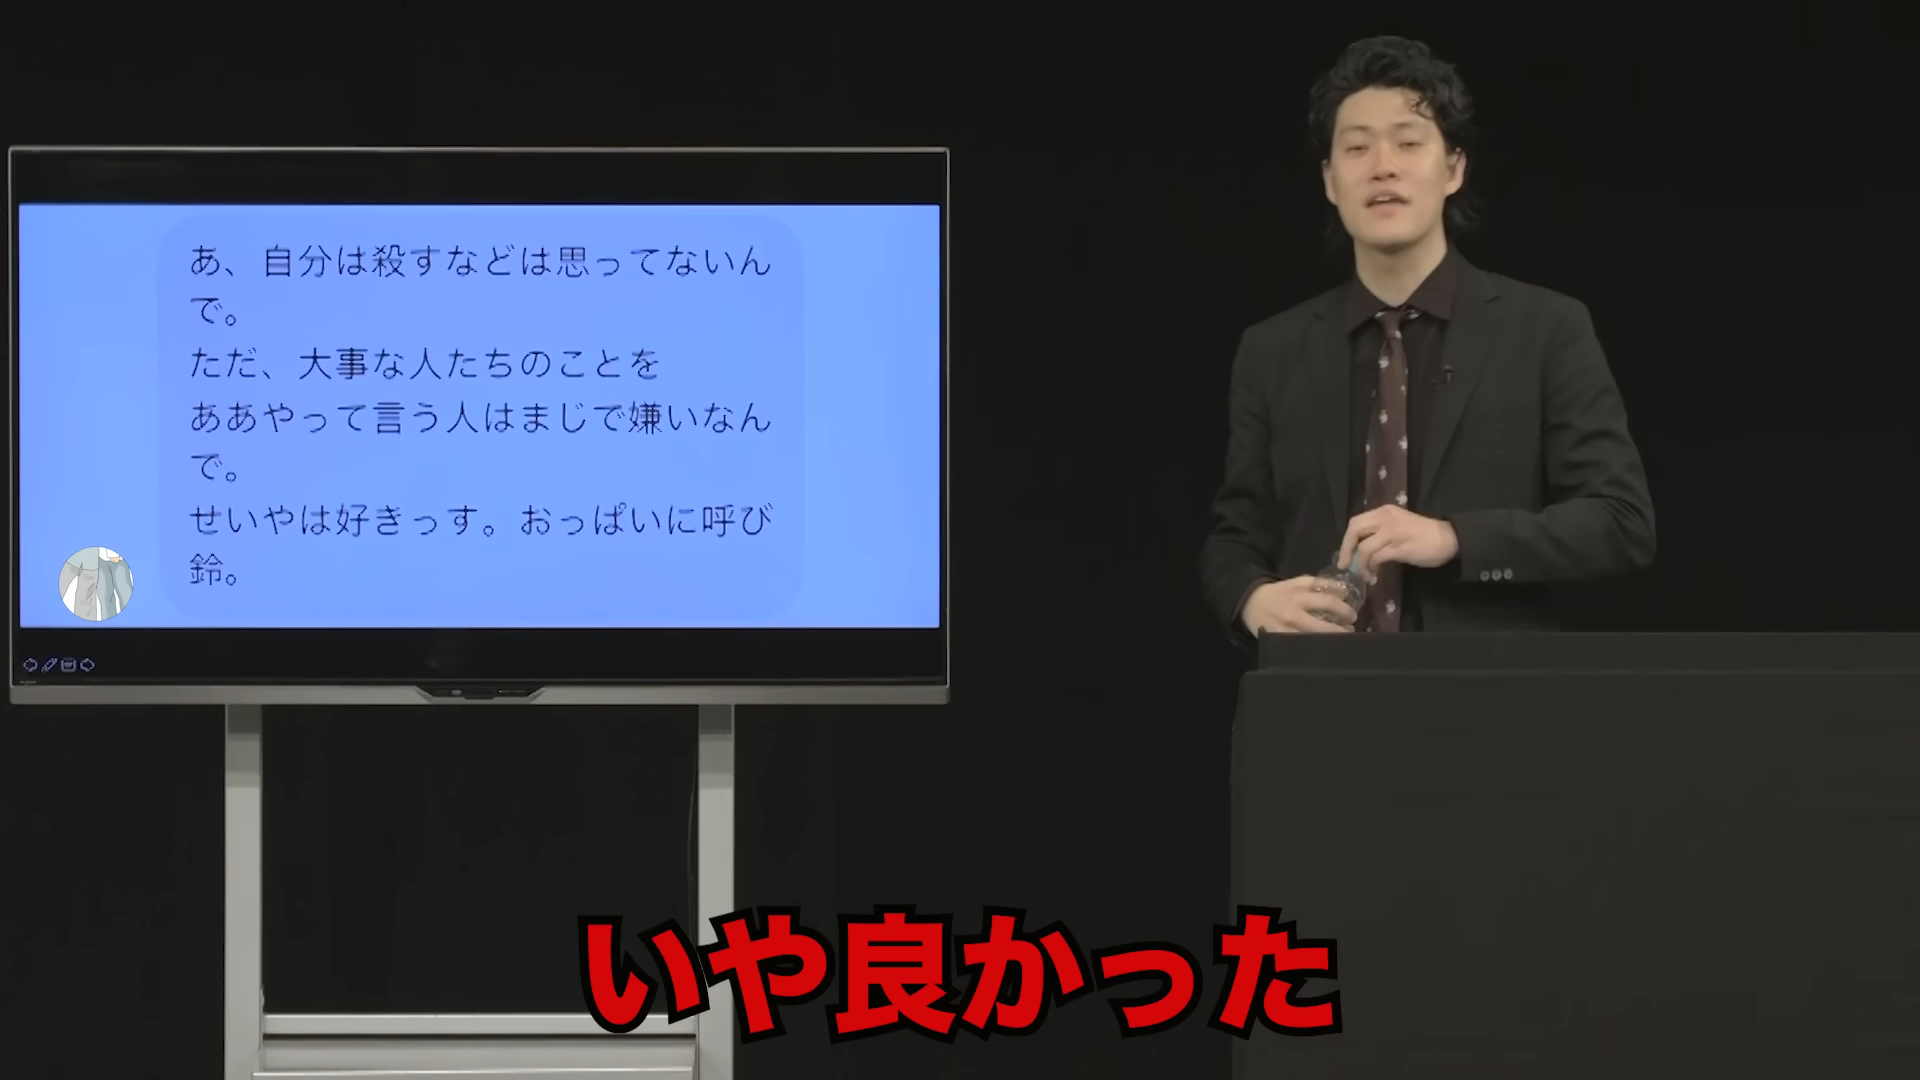 あ、自分は殺すなどは思ってないん
で。
ただ、大事な人たちのことを
ああやって言う人はまじで嫌いなん
で。
せいやは好きっす。おっぱいに呼び
鈴。
いや良かった